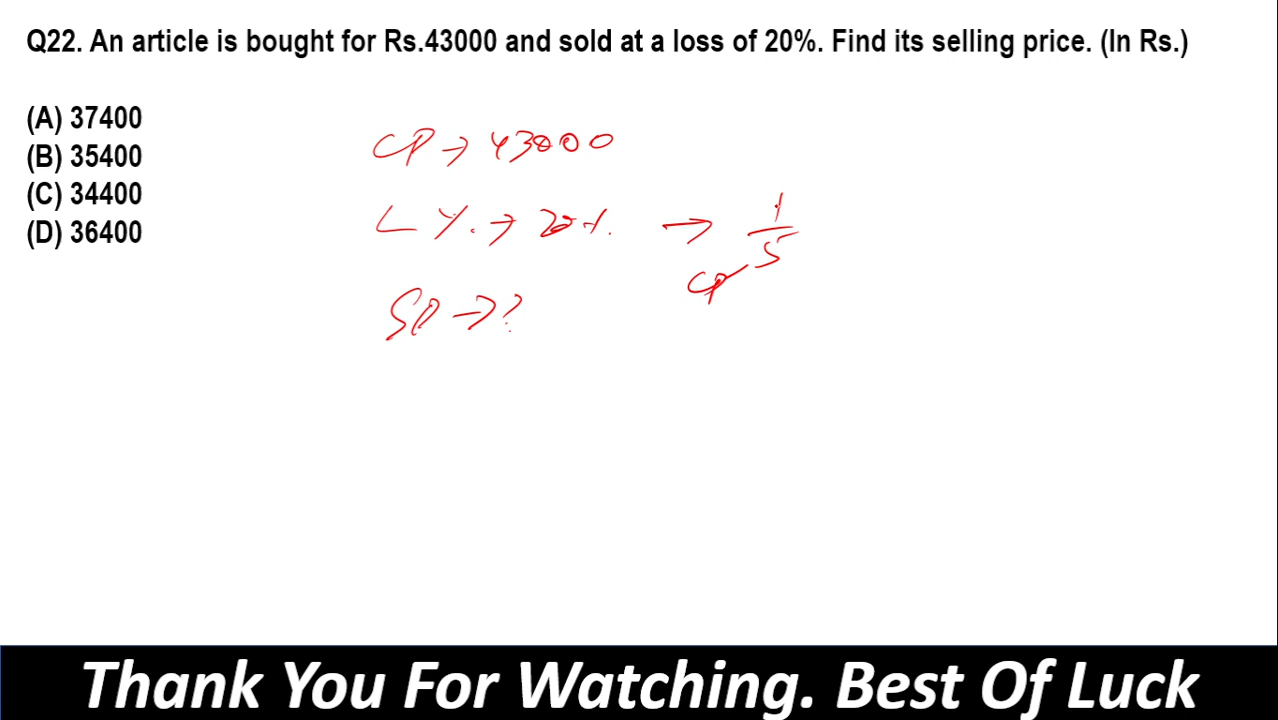 Q22. An article is bought for Rs.43000 and sold at a loss of 20%. Find its selling price. (In Rs.)
(A) 37400
(B) 35400
(C) 34400
(D) 36400
CP → 43000
L %. → 20%. → 1/5
CP
SP → ?
Thank You For Watching. Best Of Luck